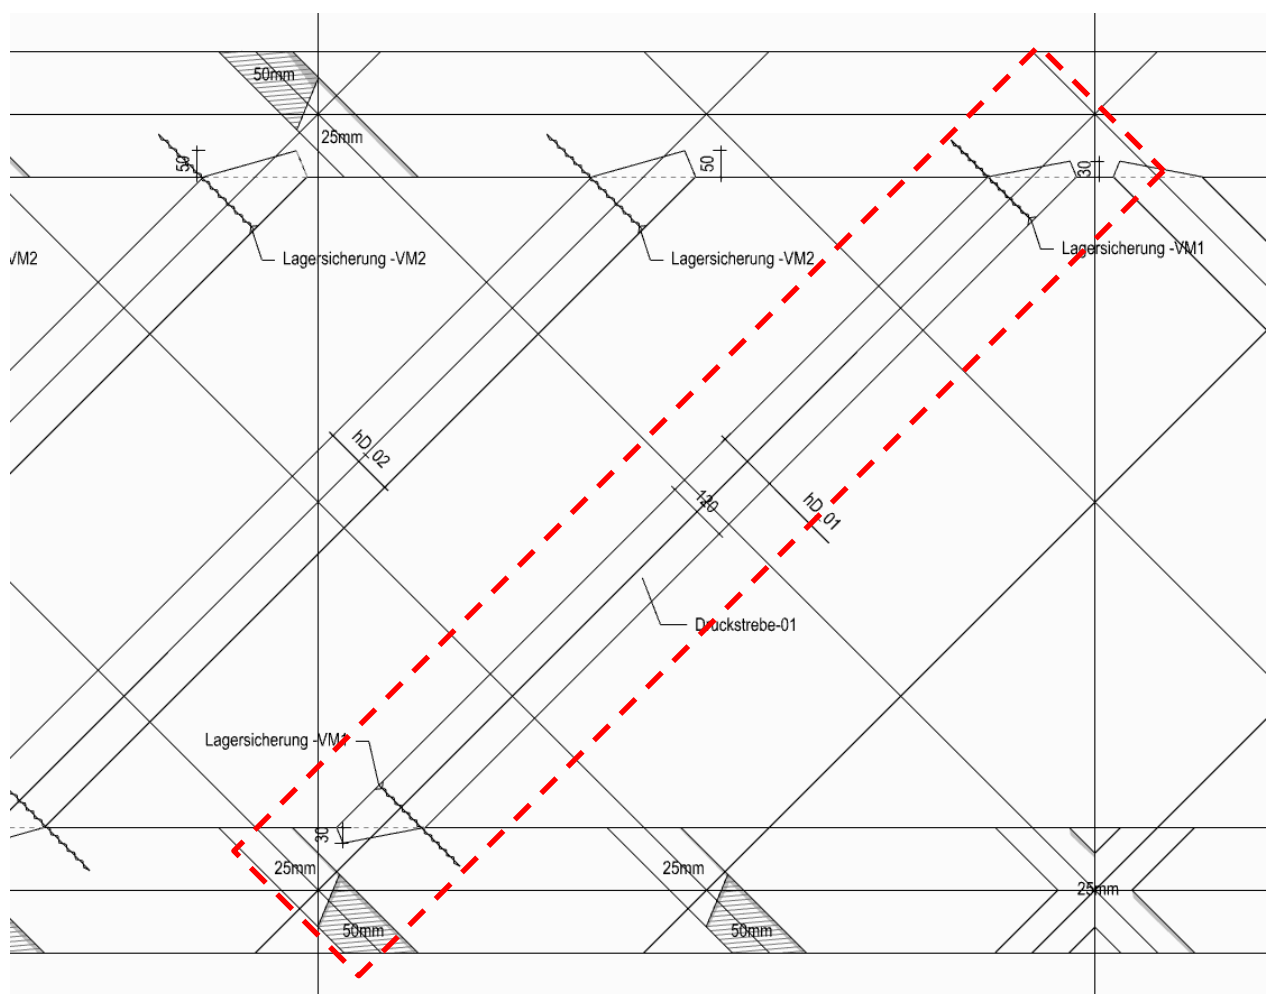 50mm
25mm
50
50
30
VM2
Lagersicherung -VM2
Lagersicherung -VM2
Lagersicherung -VM1
hD_02
120
hD_01
Druckstrebe-01
Lagersicherung -VM1
30
25mm
25mm
25mm
50mm
50mm